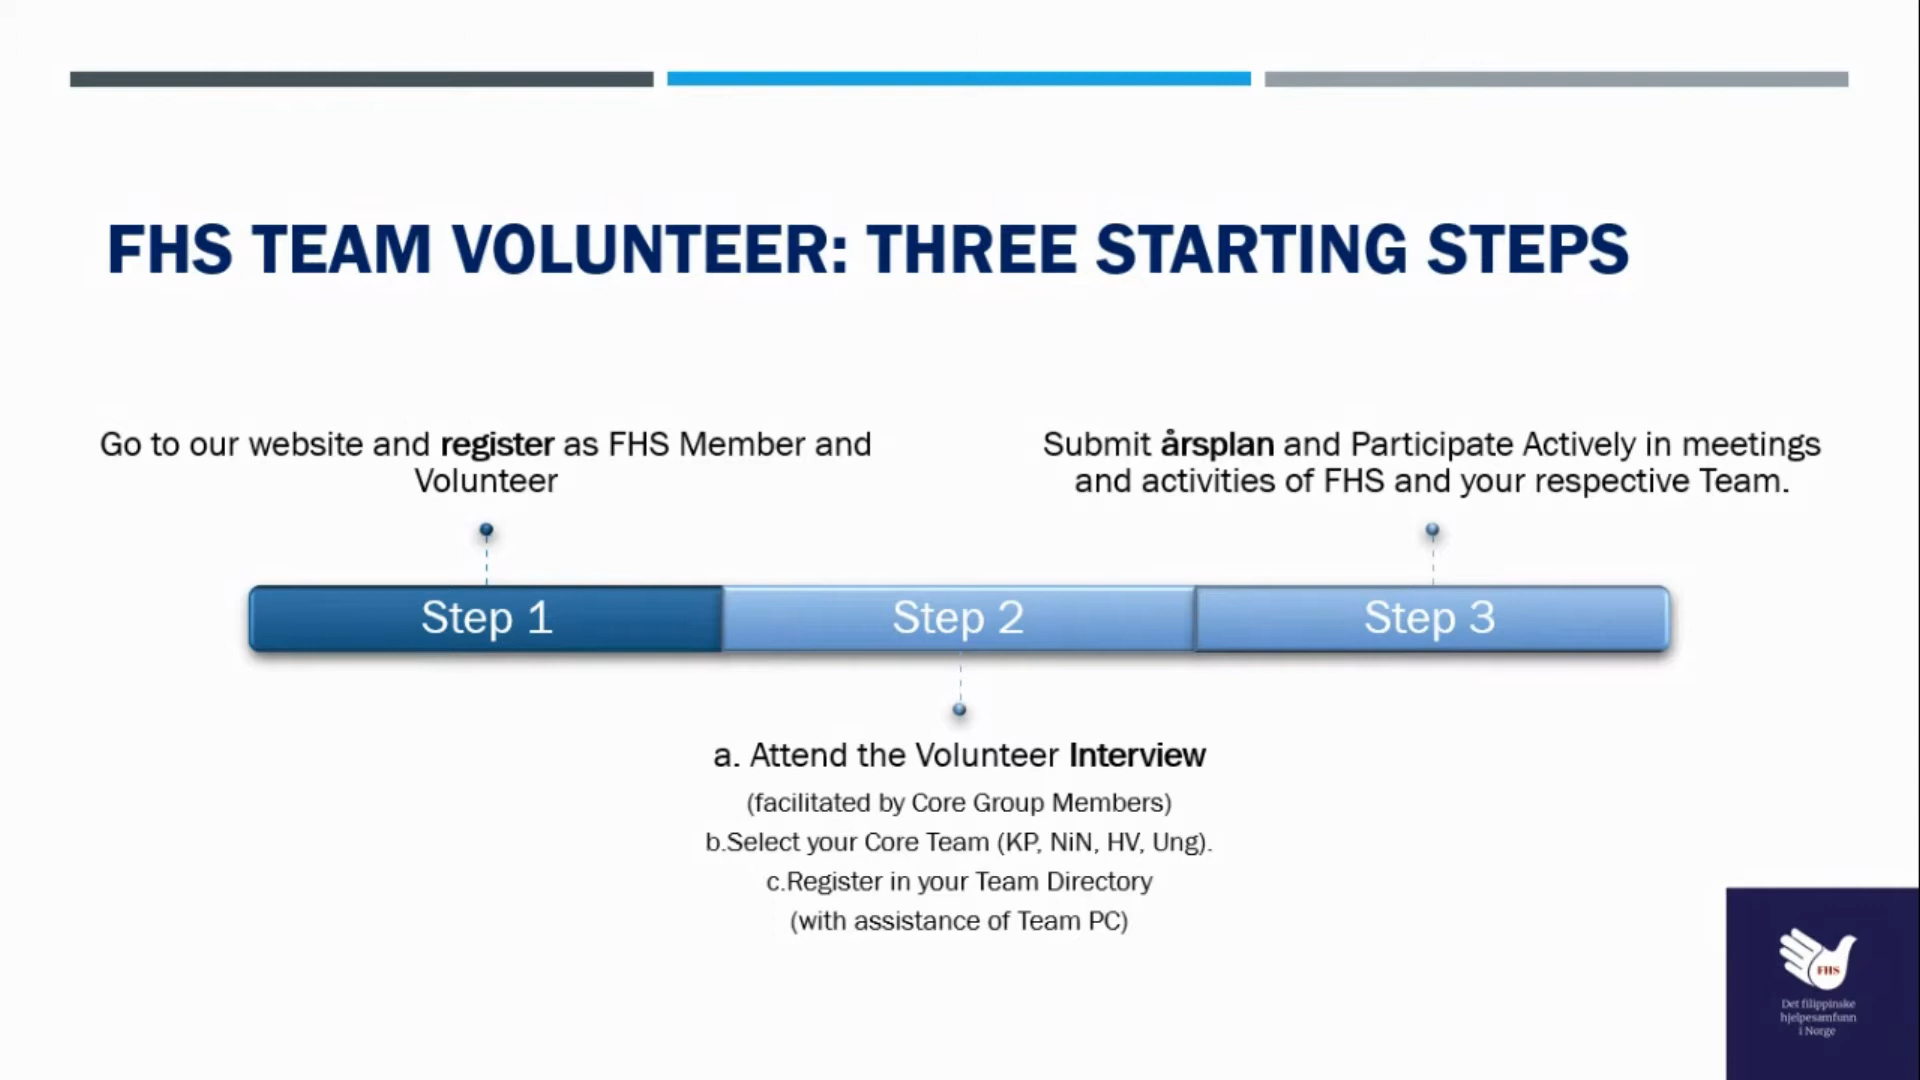 FHS TEAM VOLUNTEER: THREE STARTING STEPS
Go to our website and register as FHS Member and
Volunteer
Submit årsplan and Participate Actively in meetings
and activities of FHS and your respective Team.
Step 1
Step 2
Step 3
a. Attend the Volunteer Interview
(facilitated by Core Group Members)
b.Select your Core Team (KP, NiN, HV, Ung).
c.Register in your Team Directory
(with assistance of Team PC)
FHS
Det filippinske
hjelpesamfunn
i Norge